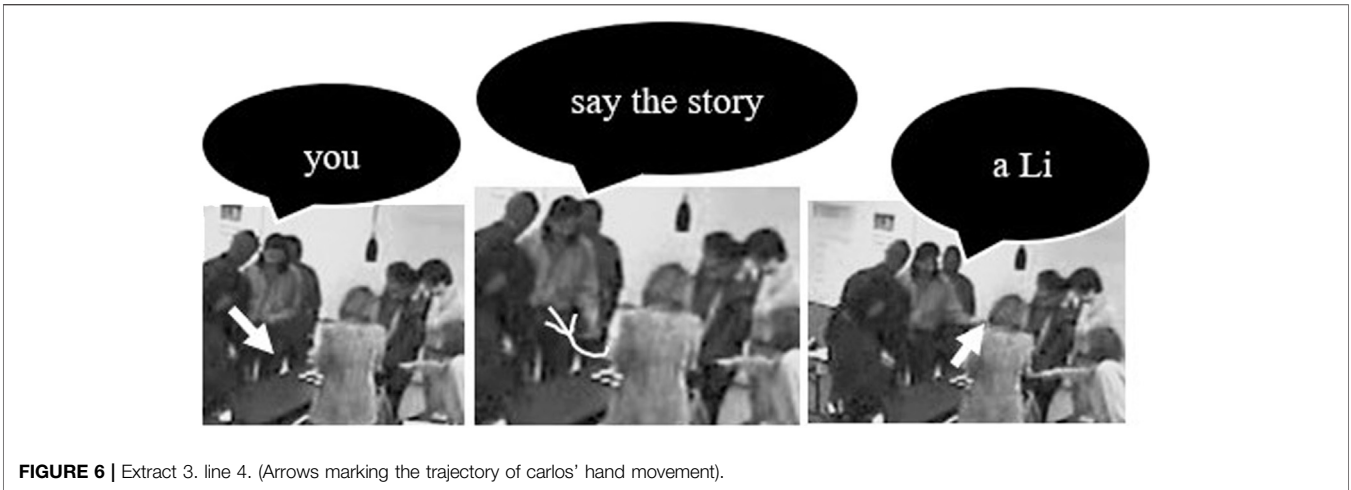 you
say the story
a Li
FIGURE 6 | Extract 3. line 4. (Arrows marking the trajectory of carlos’ hand movement).